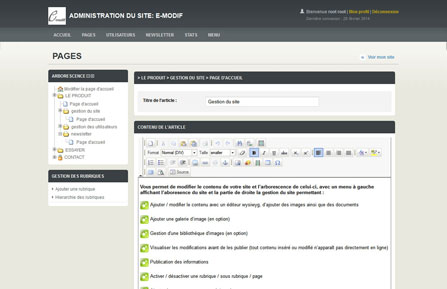 ADMINISTRATION DU SITE: E-MODIF
Bienvenue root root | Mon profil | Déconnexion
Dernière connexion : 20 février 2014
ACCUEIL PAGES UTILISATEURS NEWSLETTER STATS MENU
PAGES
Voir mon site
ARBORESCENCE
Modifier la page d'accueil
LE PRODUIT
Page d'accueil
gestion du site
Page d'accueil
gestion des utilisateurs
newsletter
Page d'accueil
ESSAYER
CONTACT
GESTION DES RUBRIQUES
Ajouter une rubrique
Hiérarchie des rubriques
> LE PRODUIT > GESTION DU SITE > PAGE D'ACCUEIL
Titre de l'article :
Gestion du site
CONTENU DE L'ARTICLE
Format Normal (DIV) Taille smaller
Source
Vous permet de modifier le contenu de votre site et l'arborescence de celui-ci, avec un menu à gauche
affichant l'aborescence du site et la partie de droite la gestion du site permettant :
Ajouter / modifier le contenu avec un éditeur wysiwyg, d'ajouter des images ainsi que des documents
Ajouter une galerie d'image (en option)
Gestion d'une bibliothèque d'images (en option)
Visualiser les modifications avant de les publier (tout contenu inséré ou modifié n'apparaît pas directement en ligne)
Publication des informations
Activer / désactiver une rubrique / sous rubrique / page